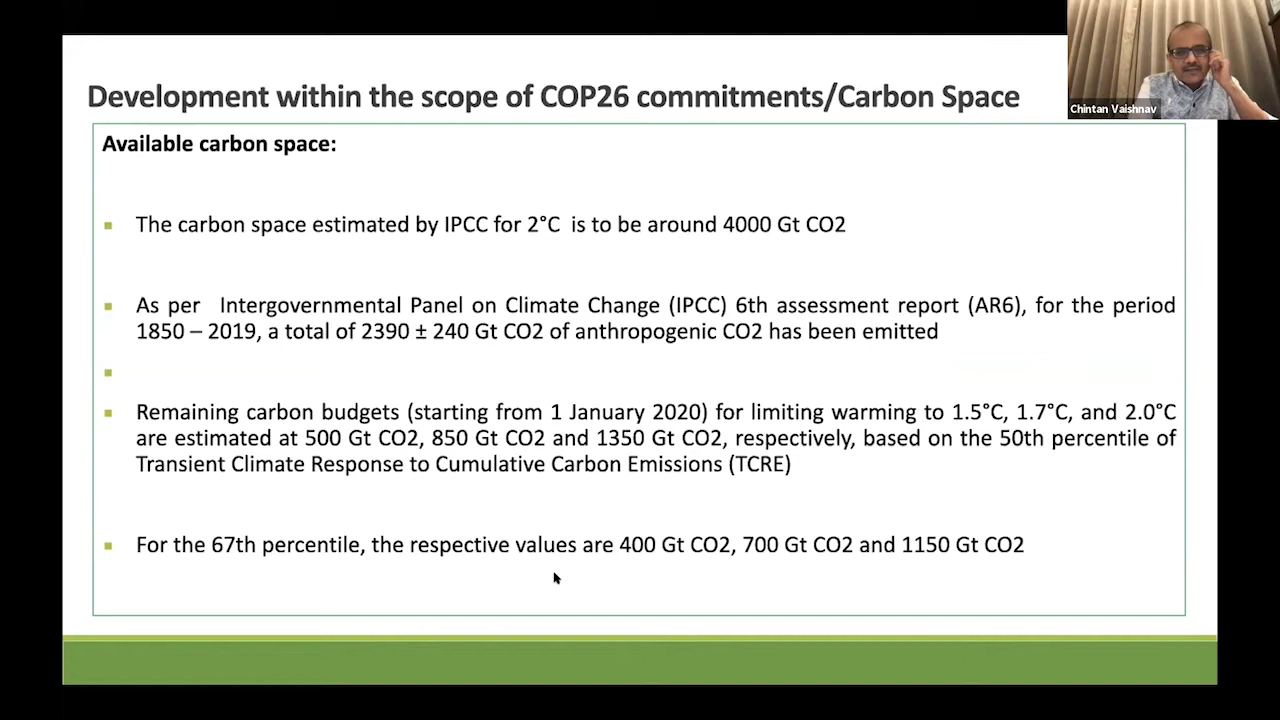 Development within the scope of COP26 commitments/Carbon Space
Chintan Vaishnav
Available carbon space:
The carbon space estimated by IPCC for 2°C is to be around 4000 Gt CO2
As per Intergovernmental Panel on Climate Change (IPCC) 6th assessment report (AR6), for the period
1850 – 2019, a total of 2390 ± 240 Gt CO2 of anthropogenic CO2 has been emitted
Remaining carbon budgets (starting from 1 January 2020) for limiting warming to 1.5°C, 1.7°C, and 2.0°C
are estimated at 500 Gt CO2, 850 Gt CO2 and 1350 Gt CO2, respectively, based on the 50th percentile of
Transient Climate Response to Cumulative Carbon Emissions (TCRE)
For the 67th percentile, the respective values are 400 Gt CO2, 700 Gt CO2 and 1150 Gt CO2